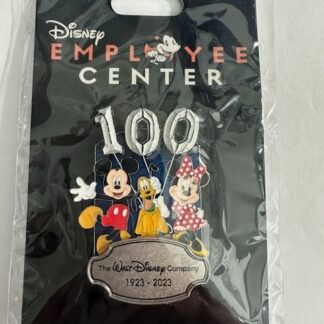 Disney
EMPLOYEE
CENTER
100
The Walt Disney Company
1923 - 2023